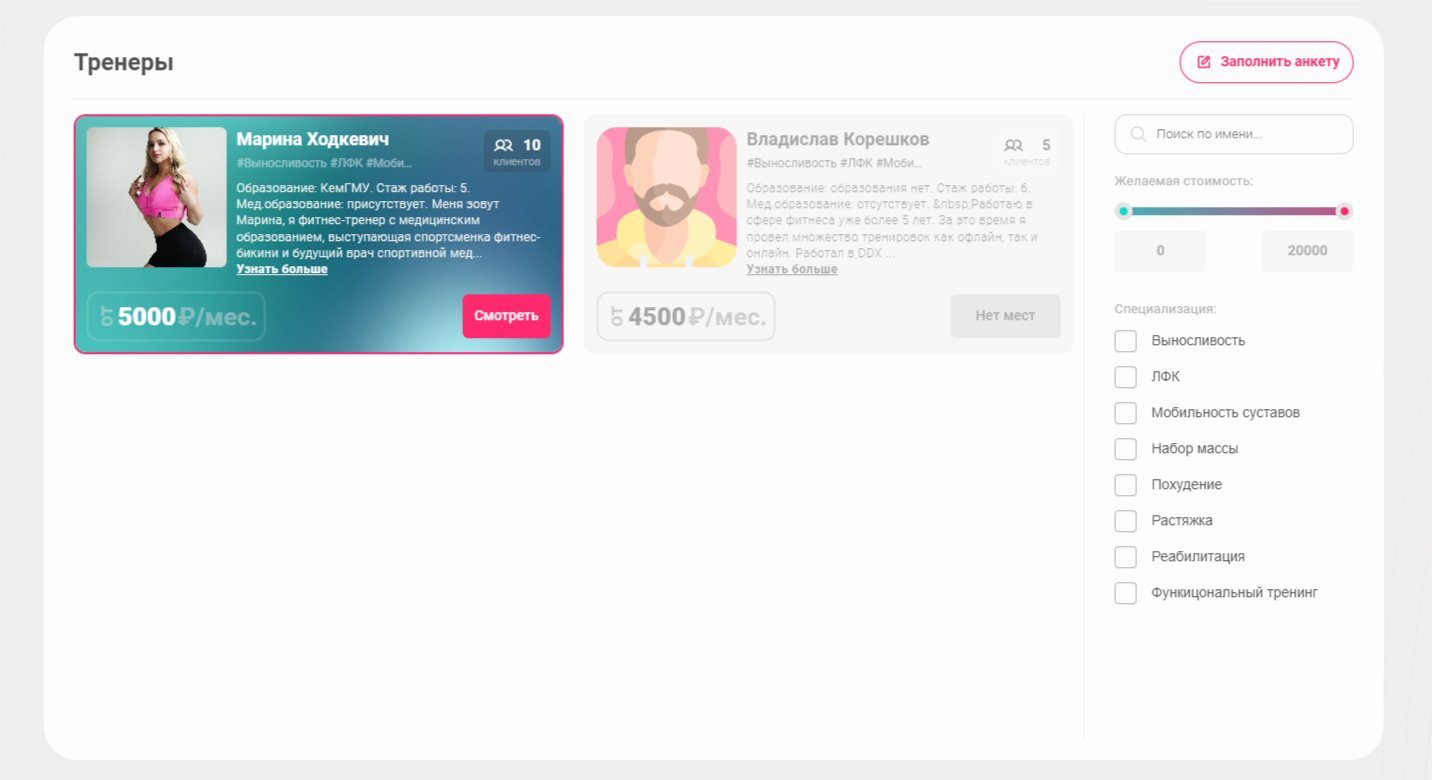 Тренеры
Заполнить анкету
Марина Ходкевич
10
клиентов
#Выносливость #ЛФК #Моби...
Образование: КемГМУ. Стаж работы: 5.
Мед.образование: присутствует. Меня зовут
Марина, я фитнес-тренер с медицинским
образованием, выступающая спортсменка фитнес-
бикини и будущий врач спортивной мед...
Узнать больше
от 5000 ₽/мес.
Смотреть
Владислав Корешков
5
клиентов
#Выносливость #ЛФК #Моби...
Образование: образования нет. Стаж работы: 6.
Мед.образование: отсутствует. &nbsp;Работаю в
сфере фитнеса уже более 5 лет. За это время я
провел множество тренировок как офлайн, так и
онлайн. Работал в DDX ...
Узнать больше
от 4500 ₽/мес.
Нет мест
Поиск по имени...
Желаемая стоимость:
0
20000
Специализация:
Выносливость
ЛФК
Мобильность суставов
Набор массы
Похудение
Растяжка
Реабилитация
Функицональный тренинг